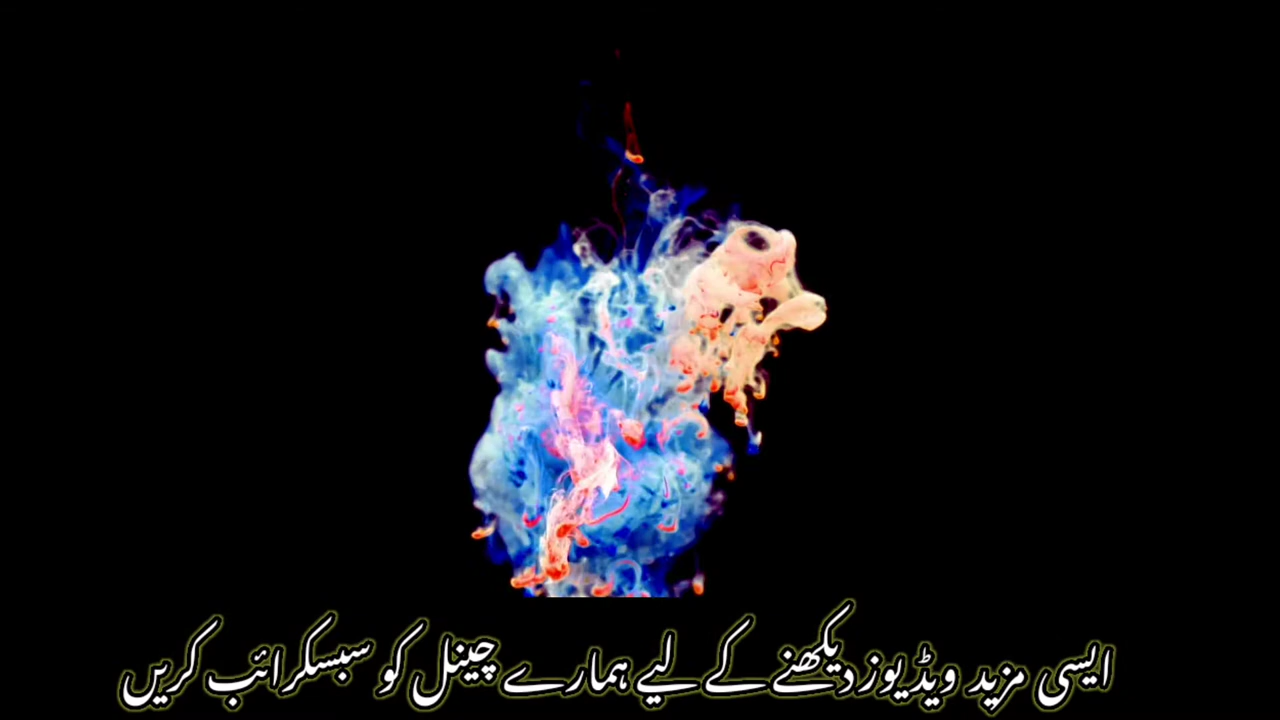 ایسی مزید ویڈیوز دیکھنے کے لیے ہمارے چینل کو سبسکرائب کریں